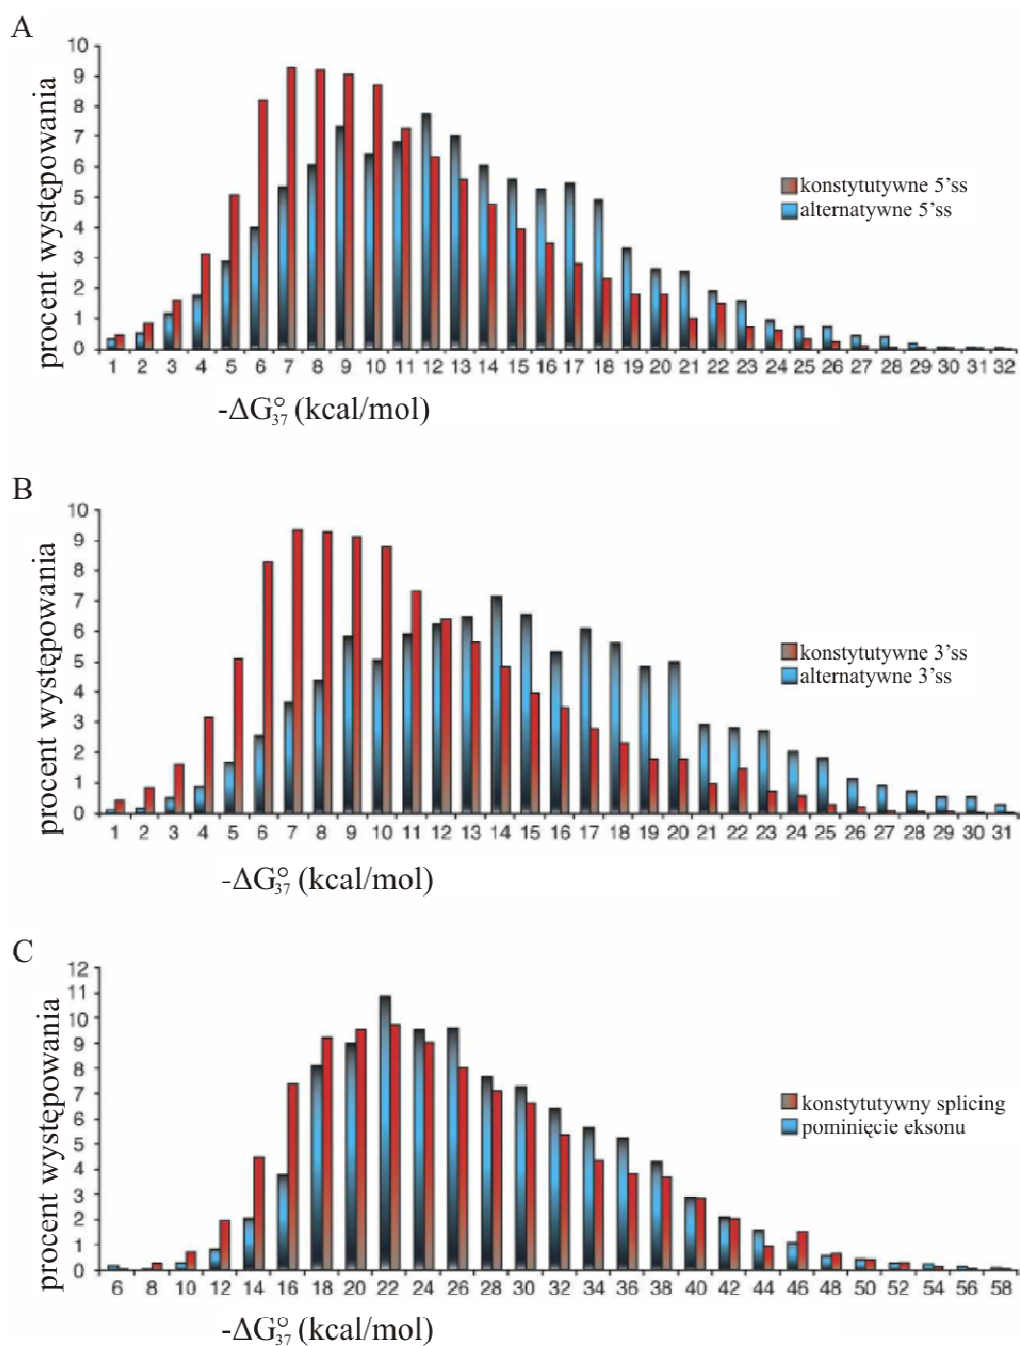 A
10
9
8
7
6
5
4
3
2
1
0
procent występowania
konstytutywne 5'ss
alternatywne 5'ss
1 2 3 4 5 6 7 8 9 10 11 12 13 14 15 16 17 18 19 20 21 22 23 24 25 26 27 28 29 30 31 32
-ΔG°37 (kcal/mol)
B
10
9
8
7
6
5
4
3
2
1
0
procent występowania
konstytutywne 3'ss
alternatywne 3'ss
1 2 3 4 5 6 7 8 9 10 11 12 13 14 15 16 17 18 19 20 21 22 23 24 25 26 27 28 29 30 31
-ΔG°37 (kcal/mol)
C
12
11
10
9
8
7
6
5
4
3
2
1
0
procent występowania
konstytutywny splicing
pominięcie eksonu
6 8 10 12 14 16 18 20 22 24 26 28 30 32 34 36 38 40 42 44 46 48 50 52 54 56 58
-ΔG°37 (kcal/mol)